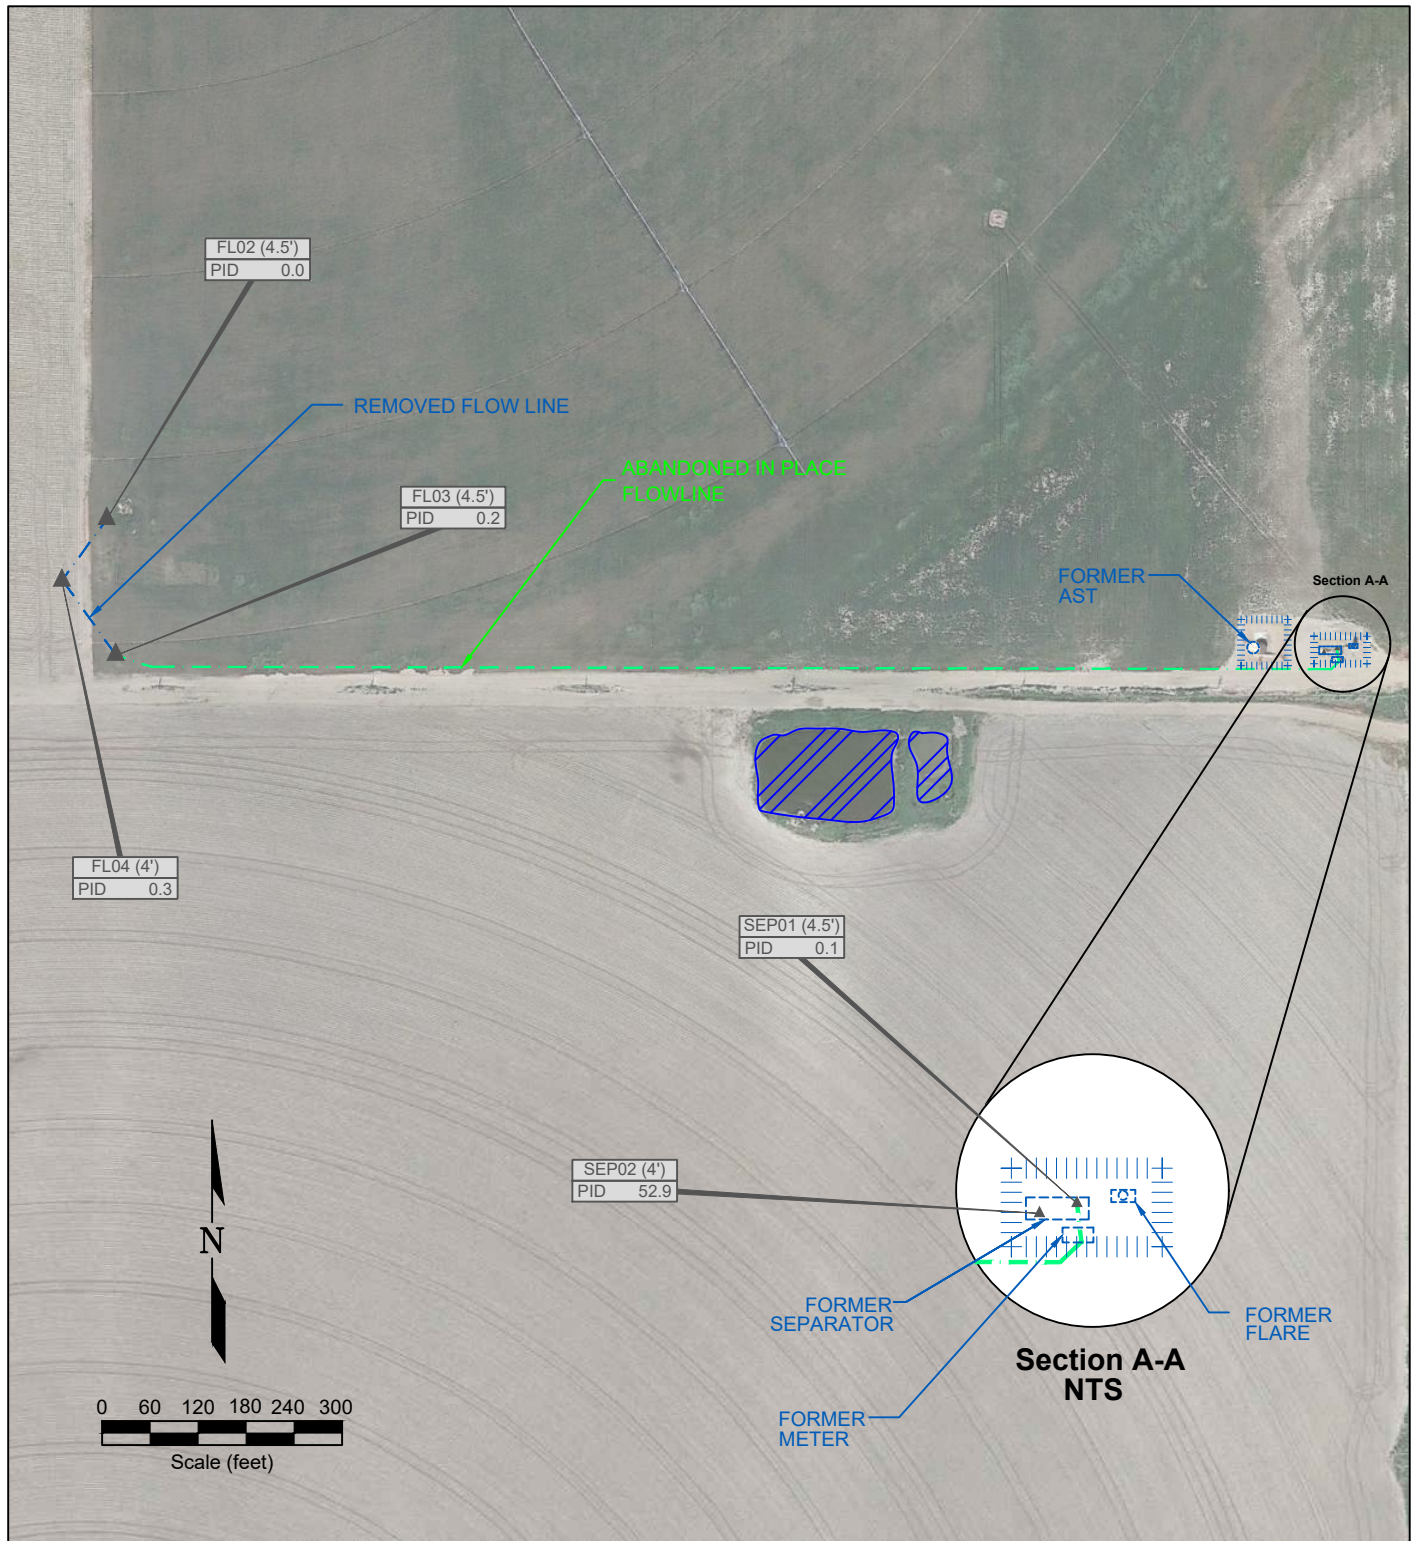 FL02 (4.5')
PID 0.0
REMOVED FLOW LINE
ABANDONED IN PLACE
FLOWLINE
FL03 (4.5')
PID 0.2
FORMER
AST
Section A-A
FL04 (4')
PID 0.3
SEP01 (4.5')
PID 0.1
SEP02 (4')
PID 52.9
FORMER
SEPARATOR
FORMER
FLARE
Section A-A
NTS
FORMER
METER
N
0 60 120 180 240 300
Scale (feet)